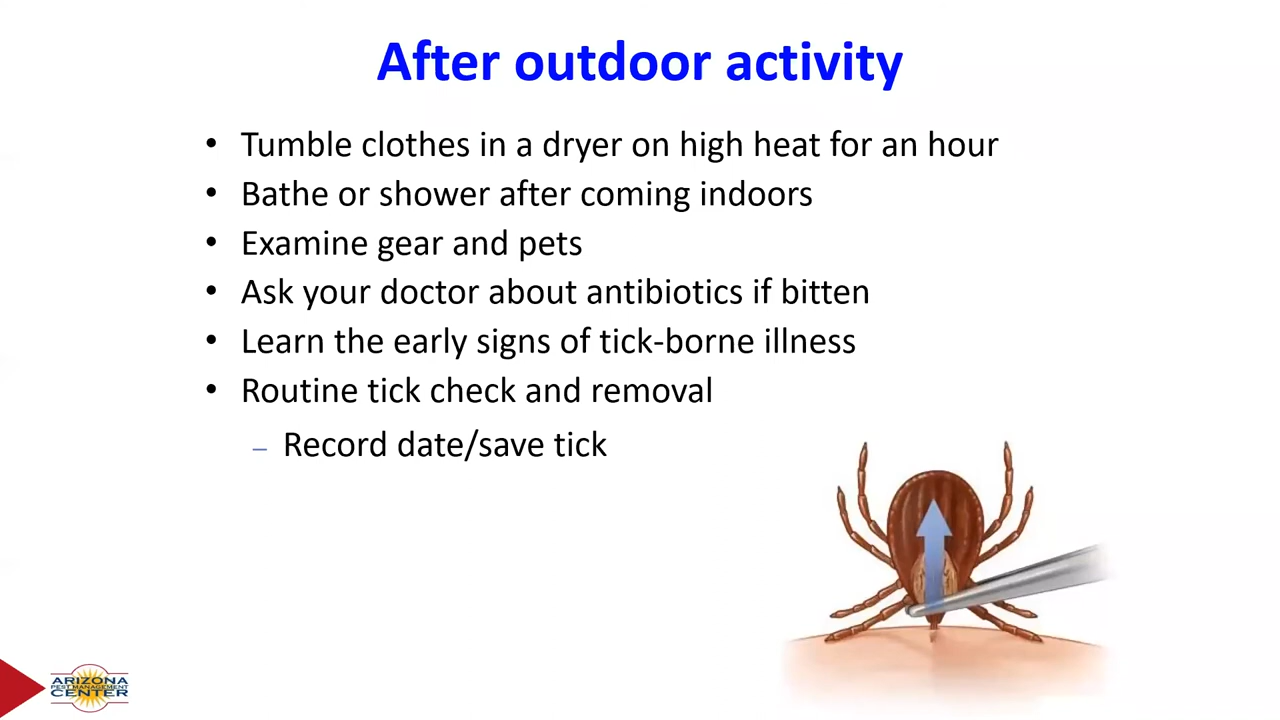 After outdoor activity
• Tumble clothes in a dryer on high heat for an hour
• Bathe or shower after coming indoors
• Examine gear and pets
• Ask your doctor about antibiotics if bitten
• Learn the early signs of tick-borne illness
• Routine tick check and removal
– Record date/save tick
ARIZONA
PEST MANAGEMENT
CENTER